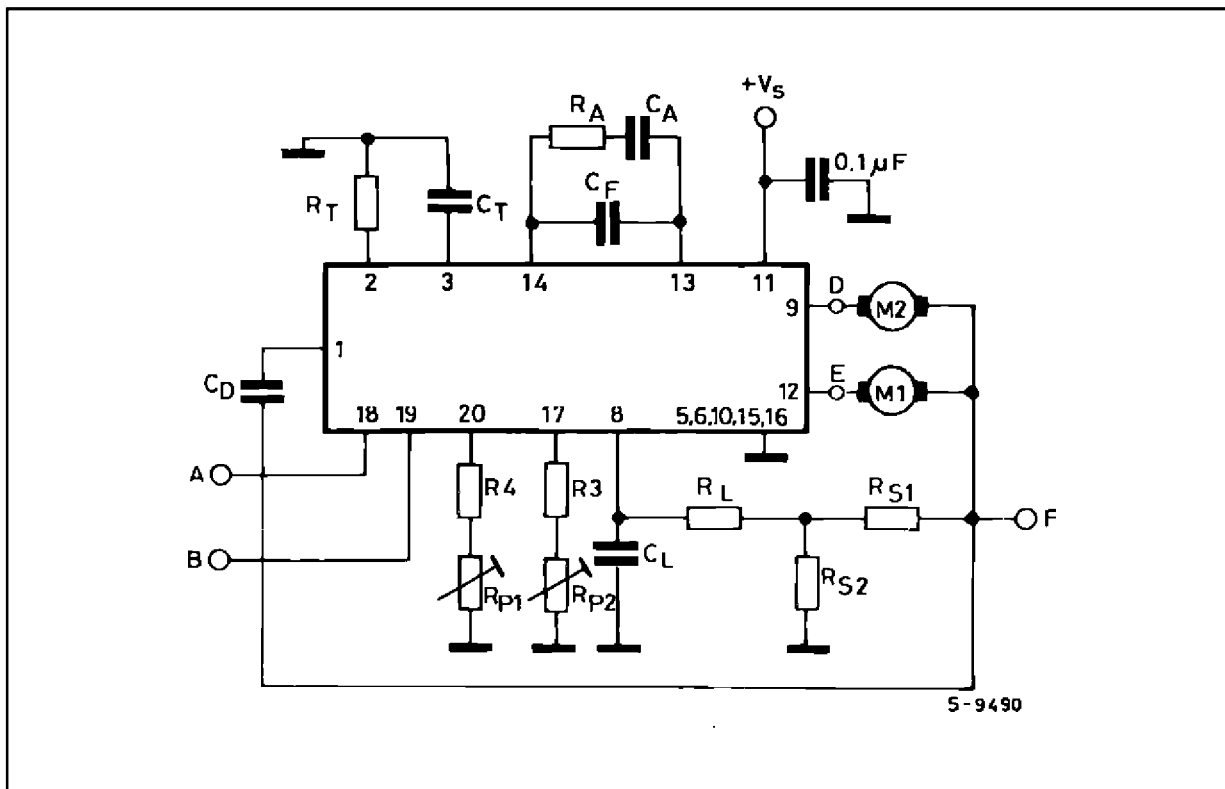 +Vs
RA CA
0.1µF
CF
RT
CT
2 3 14 13 11
D
9
M2
1
CD
E
12
M1
18 19 20 17 8 5,6,10,15,16
A
R4 R3
RL RS1
F
B
CL
RP1 RP2
RS2
S-9490